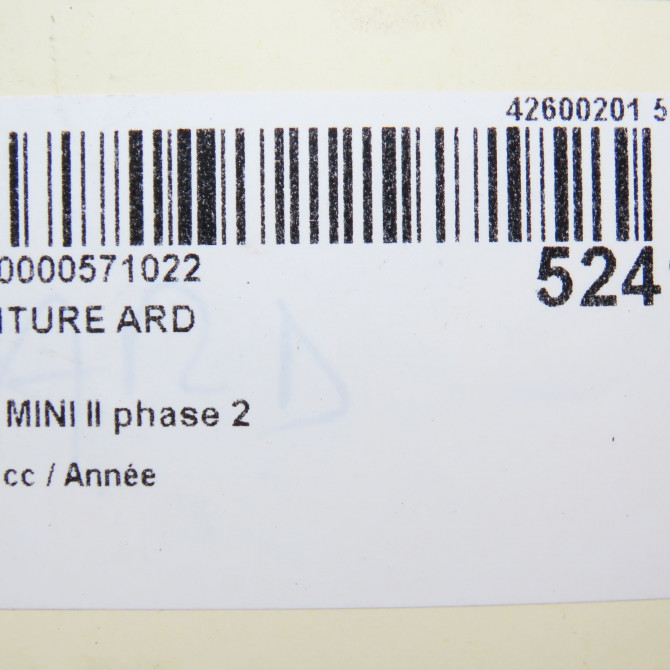 42600201 5
0000571022
524
ITURE ARD
MINI II phase 2
cc / Année